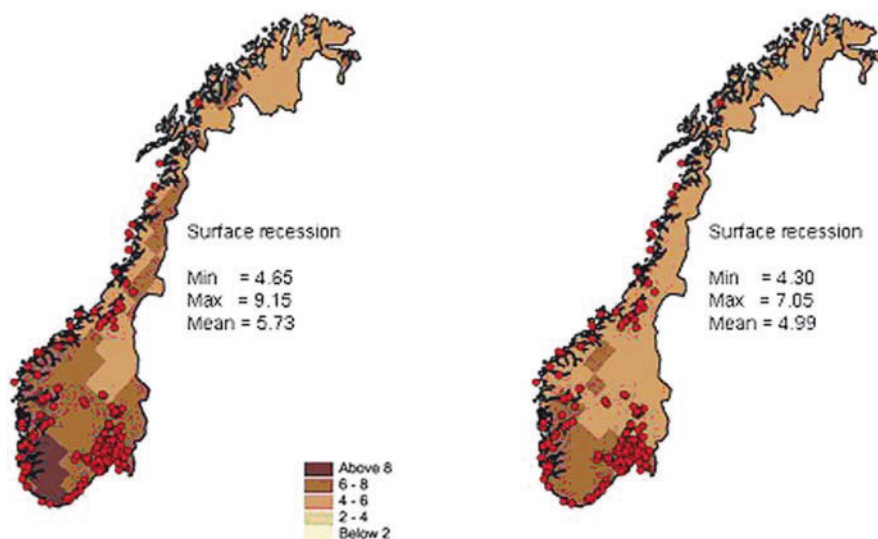 Surface recession
Min = 4.65
Max = 9.15
Mean = 5.73
Surface recession
Min = 4.30
Max = 7.05
Mean = 4.99
Above 8
6 - 8
4 - 6
2 - 4
Below 2